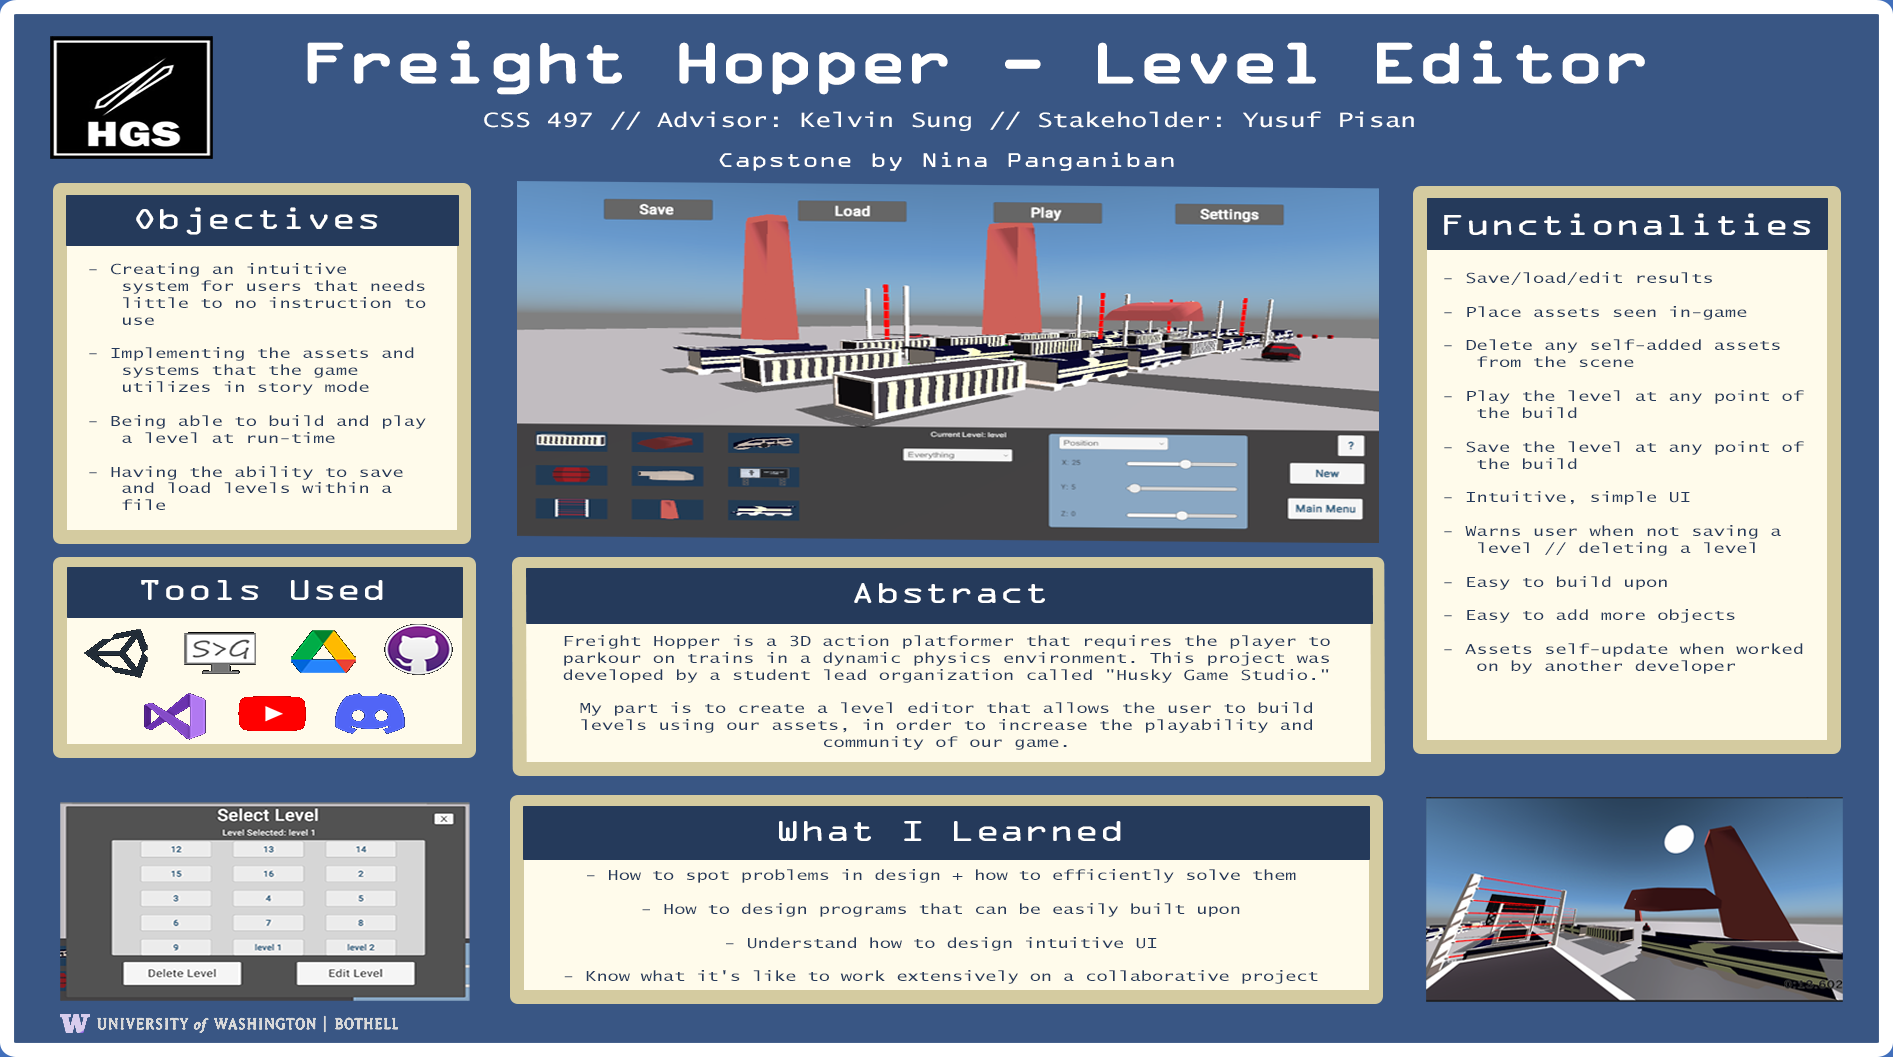 HGS
Freight Hopper - Level Editor
CSS 497 // Advisor: Kelvin Sung // Stakeholder: Yusuf Pisan
Capstone by Nina Panganiban
Objectives
- Creating an intuitive
system for users that needs
little to no instruction to
use
- Implementing the assets and
systems that the game
utilizes in story mode
- Being able to build and play
a level at run-time
- Having the ability to save
and load levels within a
file
Tools Used
S>G
Select Level
X
Level Selected: level 1
12 13 14
15 16 2
3 4 5
6 7 8
9 level 1 level 2
Delete Level Edit Level
W UNIVERSITY of WASHINGTON | BOTHELL
Save Load Play Settings
Current Level: level
Everything
Position
X: 25
Y: 5
Z: 0
?
New
Main Menu
Abstract
Freight Hopper is a 3D action platformer that requires the player to
parkour on trains in a dynamic physics environment. This project was
developed by a student lead organization called "Husky Game Studio."
My part is to create a level editor that allows the user to build
levels using our assets, in order to increase the playability and
community of our game.
What I Learned
- How to spot problems in design + how to efficiently solve them
- How to design programs that can be easily built upon
- Understand how to design intuitive UI
- Know what it's like to work extensively on a collaborative project
Functionalities
- Save/load/edit results
- Place assets seen in-game
- Delete any self-added assets
from the scene
- Play the level at any point of
the build
- Save the level at any point of
the build
- Intuitive, simple UI
- Warns user when not saving a
level // deleting a level
- Easy to build upon
- Easy to add more objects
- Assets self-update when worked
on by another developer